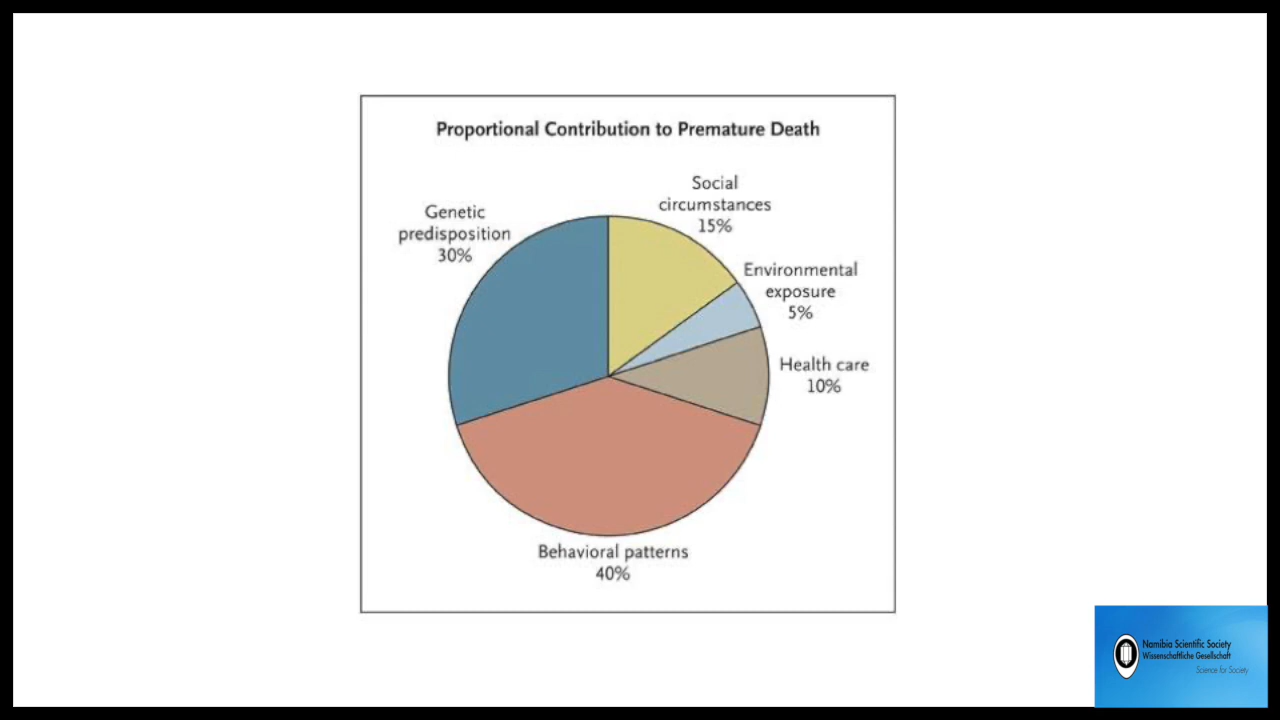 Proportional Contribution to Premature Death
Social
circumstances
15%
Genetic
predisposition
30%
Environmental
exposure
5%
Health care
10%
Behavioral patterns
40%
Namibia Scientific Society
Wissenschaftliche Gesellschaft
Science for Society